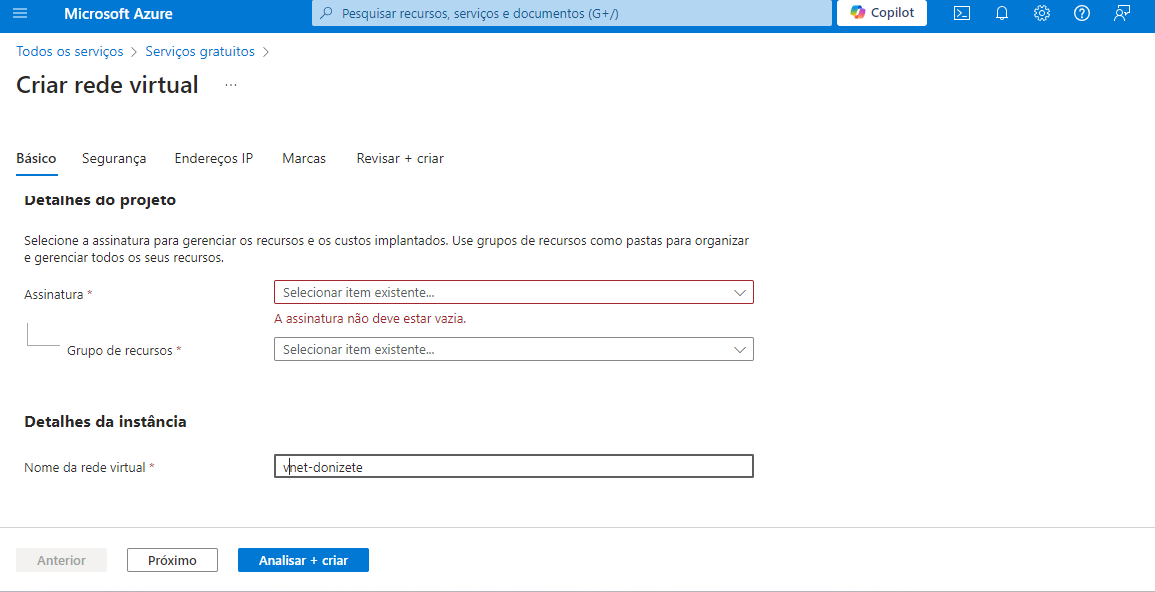 Microsoft Azure
Pesquisar recursos, serviços e documentos (G+/)
Copilot
Todos os serviços > Serviços gratuitos >
Criar rede virtual ...
Básico Segurança Endereços IP Marcas Revisar + criar
Detalhes do projeto
Selecione a assinatura para gerenciar os recursos e os custos implantados. Use grupos de recursos como pastas para organizar
e gerenciar todos os seus recursos.
Assinatura *
Selecionar item existente...
A assinatura não deve estar vazia.
Grupo de recursos *
Selecionar item existente...
Detalhes da instância
Nome da rede virtual *
vnet-donizete
Anterior
Próximo
Analisar + criar